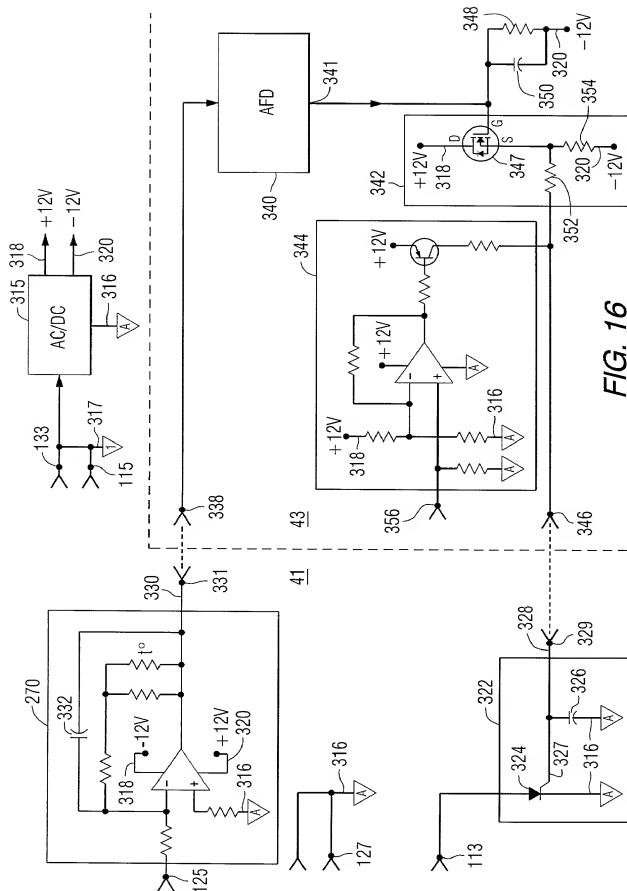 133
115
317
1
315
AC/DC
318
+12V
320
-12V
316
A
270
332
t°
318
-12V
+12V
320
316
A
125
330
331
41
338
43
AFD
340
341
316
A
127
344
+12V
318
+12V
+12V
A
316
A
A
356
342
+12V
318
D
G
S
347
352
354
320
-12V
348
350
320
-12V
113
322
324
327
326
328
329
316
A
A
346
FIG. 16